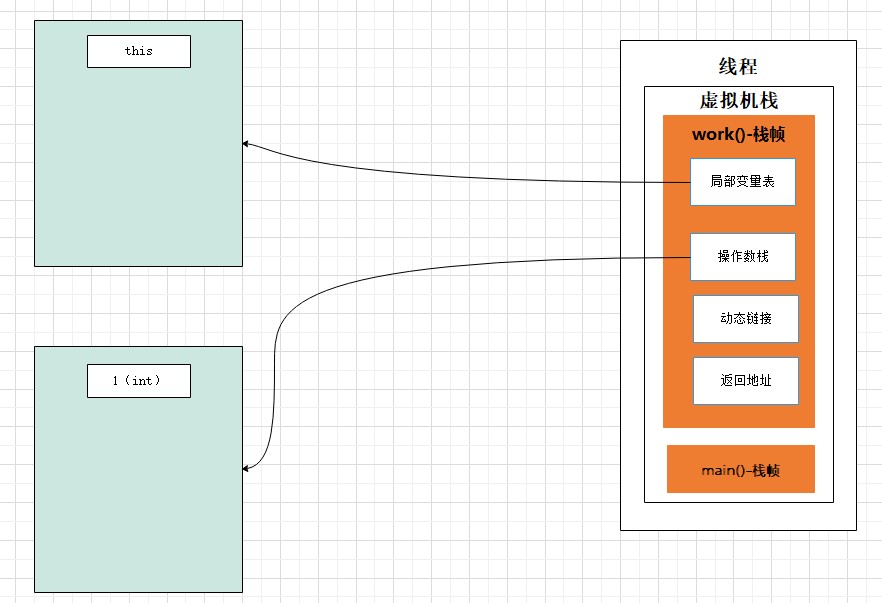 this
1（int）
线程
虚拟机栈
work()-栈帧
局部变量表
操作数栈
动态链接
返回地址
main()-栈帧